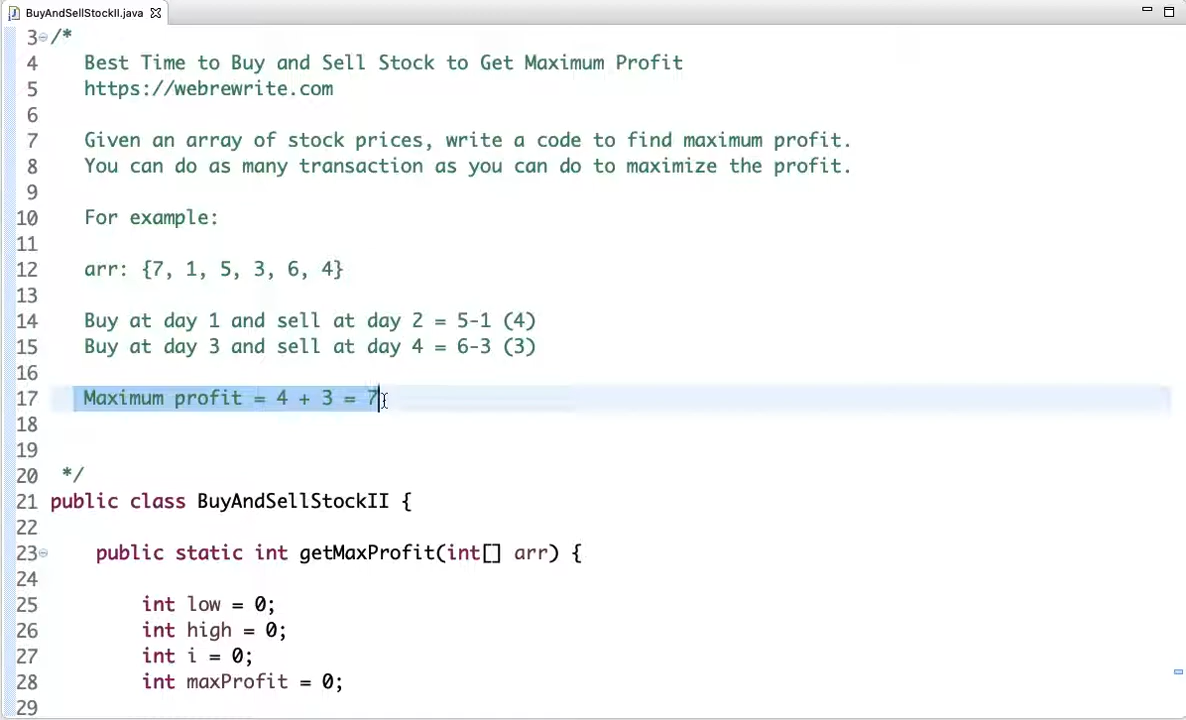 BuyAndSellStockII.java
3 /*
4 Best Time to Buy and Sell Stock to Get Maximum Profit
5 https://webrewrite.com
6
7 Given an array of stock prices, write a code to find maximum profit.
8 You can do as many transaction as you can do to maximize the profit.
9
10 For example:
11
12 arr: {7, 1, 5, 3, 6, 4}
13
14 Buy at day 1 and sell at day 2 = 5-1 (4)
15 Buy at day 3 and sell at day 4 = 6-3 (3)
16
17 Maximum profit = 4 + 3 = 7
18
19
20 */
21 public class BuyAndSellStockII {
22
23 public static int getMaxProfit(int[] arr) {
24
25 int low = 0;
26 int high = 0;
27 int i = 0;
28 int maxProfit = 0;
29